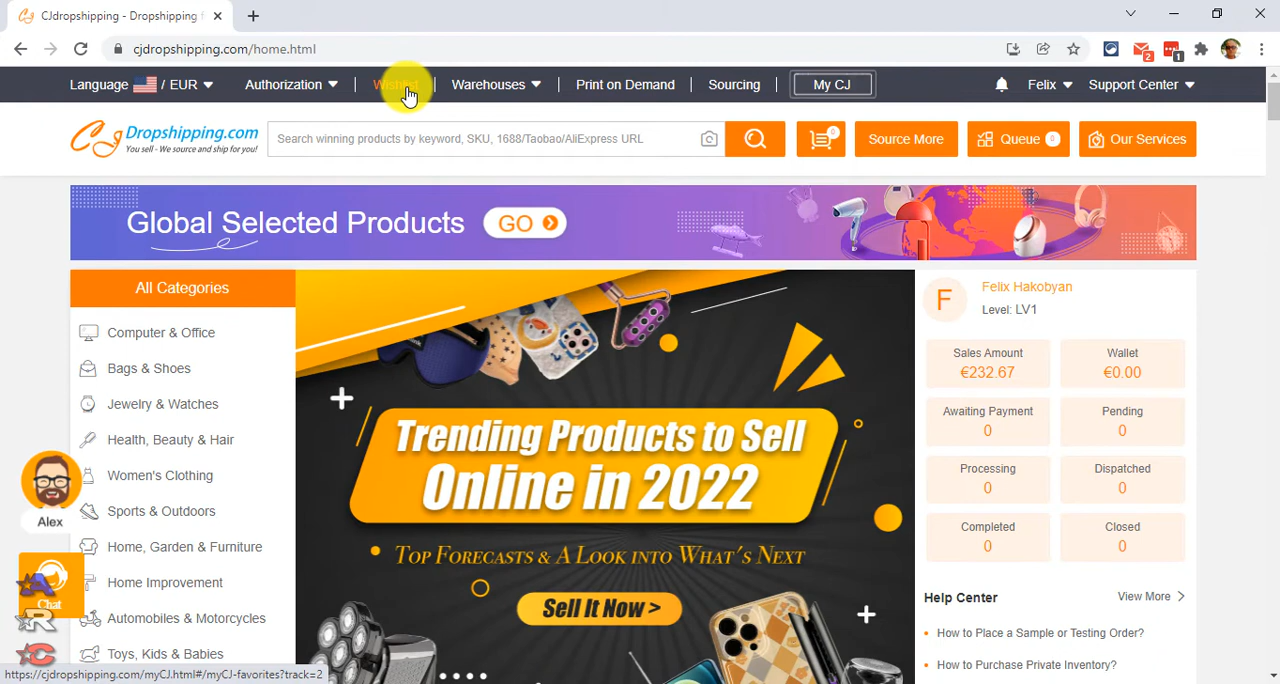 CJdropshipping - Dropshipping f
cjdropshipping.com/home.html
2
1
Language / EUR
Authorization
Wishlist
Warehouses
Print on Demand
Sourcing
My CJ
Felix
Support Center
CJ Dropshipping.com
You sell - We source and ship for you!
Search winning products by keyword, SKU, 1688/Taobao/AliExpress URL
0
Source More
Queue 0
Our Services
Global Selected Products
GO
All Categories
Computer & Office
Bags & Shoes
Jewelry & Watches
Health, Beauty & Hair
Women's Clothing
Sports & Outdoors
Home, Garden & Furniture
Home Improvement
Automobiles & Motorcycles
Toys, Kids & Babies
Alex
Chat
A
R
C
Trending Products to Sell
Online in 2022
TOP FORECASTS & A LOOK INTO WHAT'S NEXT
Sell It Now >
F
Felix Hakobyan
Level: LV1
Sales Amount
€232.67
Wallet
€0.00
Awaiting Payment
0
Pending
0
Processing
0
Dispatched
0
Completed
0
Closed
0
Help Center
View More
How to Place a Sample or Testing Order?
How to Purchase Private Inventory?
https://cjdropshipping.com/myCJ.html#/myCJ-favorites?track=2